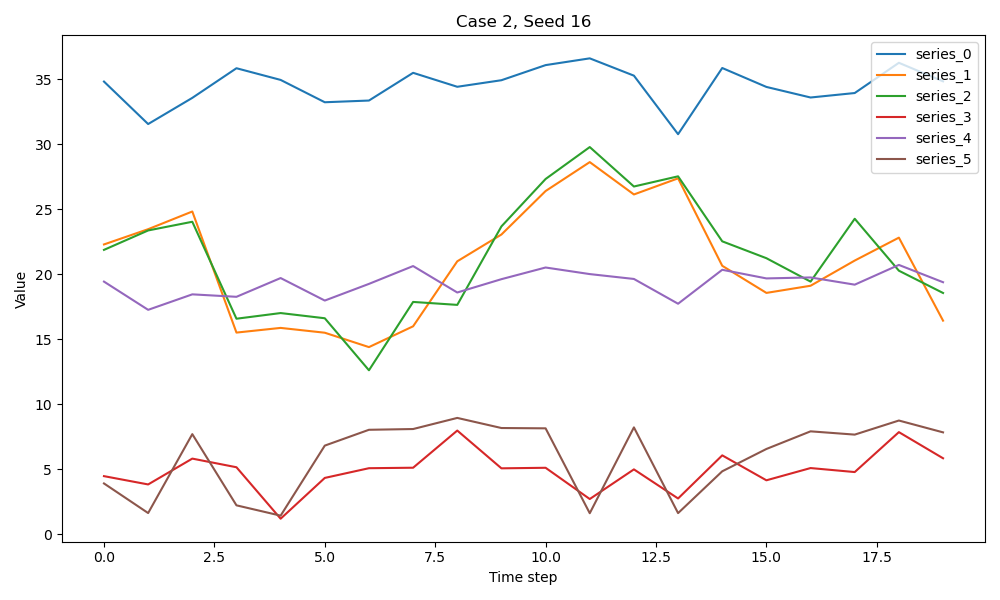 Case 2, Seed 16
Value
35
30
25
20
15
10
5
0
series_0
series_1
series_2
series_3
series_4
series_5
0.0 2.5 5.0 7.5 10.0 12.5 15.0 17.5
Time step